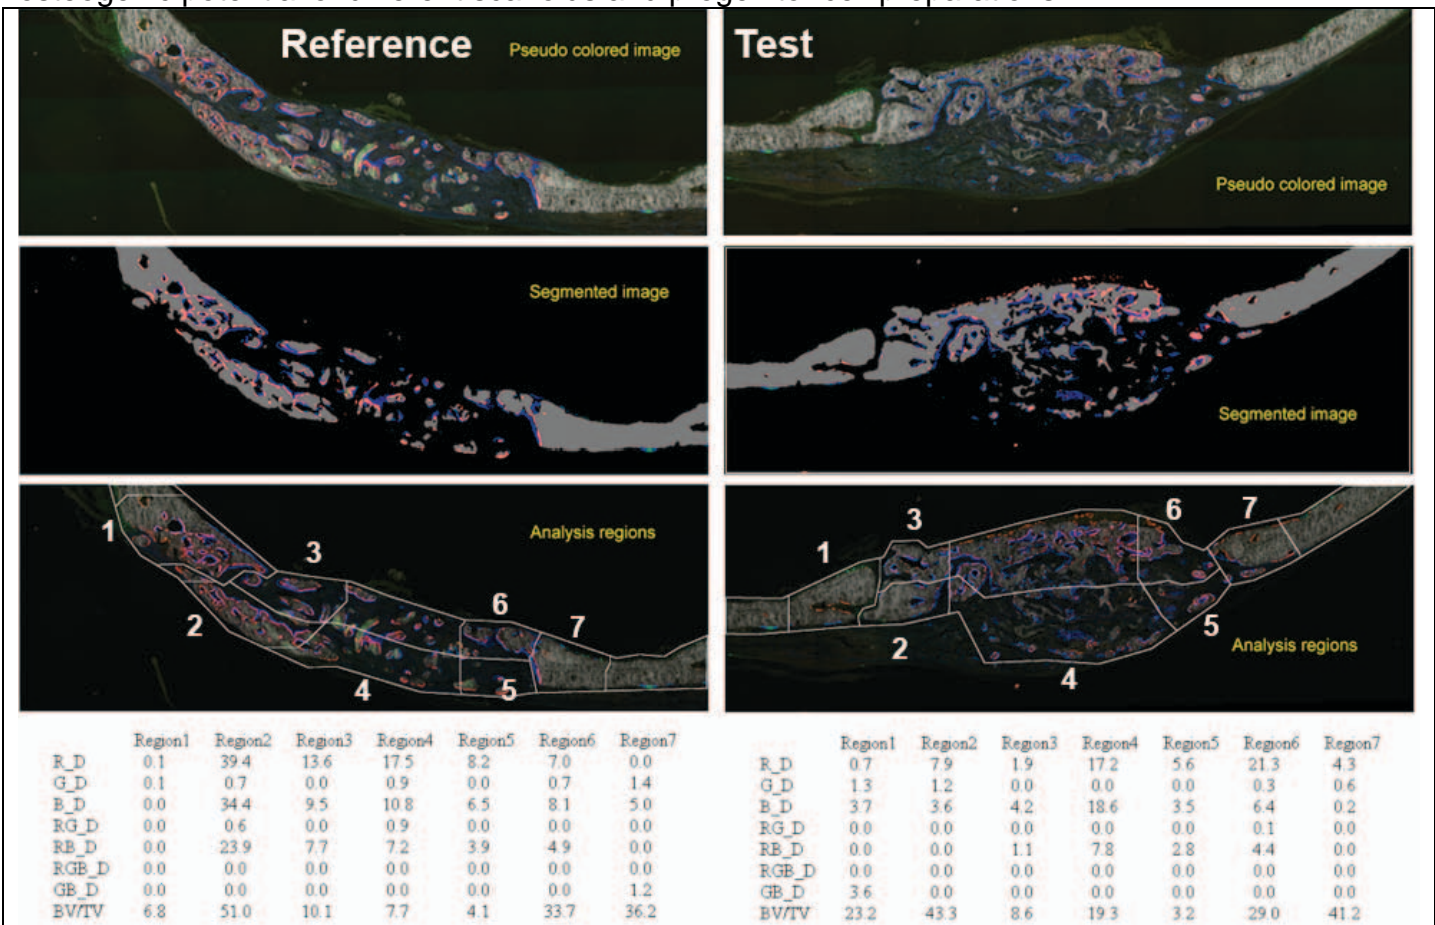 Reference
Pseudo colored image
Test
Pseudo colored image
Segmented image
Segmented image
Analysis regions
1
2
3
4
5
6
7
1
2
3
4
5
6
7
Analysis regions
Region1 Region2 Region3 Region4 Region5 Region6 Region7
R_D 0.1 39.4 13.6 17.5 8.2 7.0 0.0
G_D 0.1 0.7 0.0 0.9 0.0 0.7 1.4
B_D 0.0 34.4 9.5 10.8 6.5 8.1 5.0
RG_D 0.0 0.6 0.0 0.9 0.0 0.0 0.0
RB_D 0.0 23.9 7.7 7.2 3.9 4.9 0.0
RGB_D 0.0 0.0 0.0 0.0 0.0 0.0 0.0
GB_D 0.0 0.0 0.0 0.0 0.0 0.0 1.2
BV/TV 6.8 51.0 10.1 7.7 4.1 33.7 36.2
Region1 Region2 Region3 Region4 Region5 Region6 Region7
R_D 0.7 7.9 1.9 17.2 5.6 21.3 4.3
G_D 1.3 1.2 0.0 0.0 0.0 0.3 0.6
B_D 3.7 3.6 4.2 18.6 3.5 6.4 0.2
RG_D 0.0 0.0 0.0 0.0 0.0 0.1 0.0
RB_D 0.0 0.0 1.1 7.8 2.8 4.4 0.0
RGB_D 0.0 0.0 0.0 0.0 0.0 0.0 0.0
GB_D 3.6 0.0 0.0 0.0 0.0 0.0 0.0
BV/TV 23.2 43.3 8.6 19.3 3.2 29.0 41.2